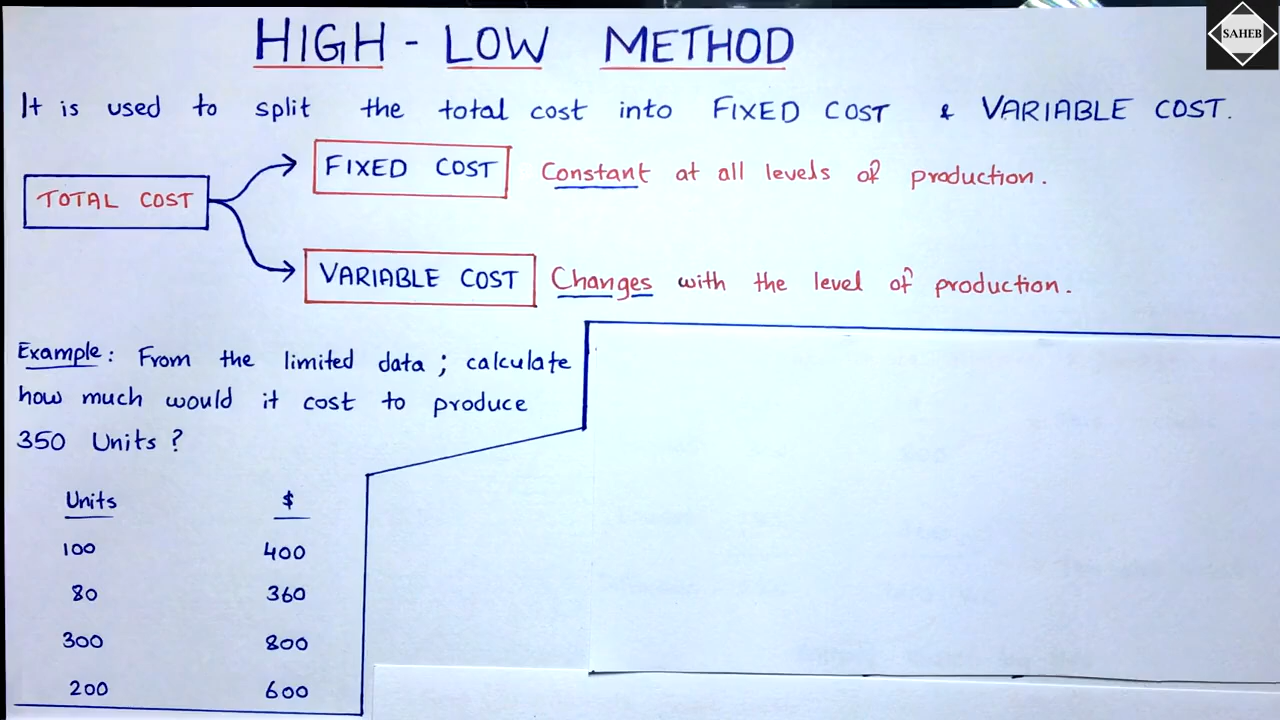 HIGH - LOW METHOD
SAHEB
It is used to split the total cost into FIXED COST & VARIABLE COST.
FIXED COST Constant at all levels of production.
TOTAL COST
VARIABLE COST Changes with the level of production.
Example: From the limited data; calculate
how much would it cost to produce
350 Units?
Units $
100 400
80 360
300 800
200 600